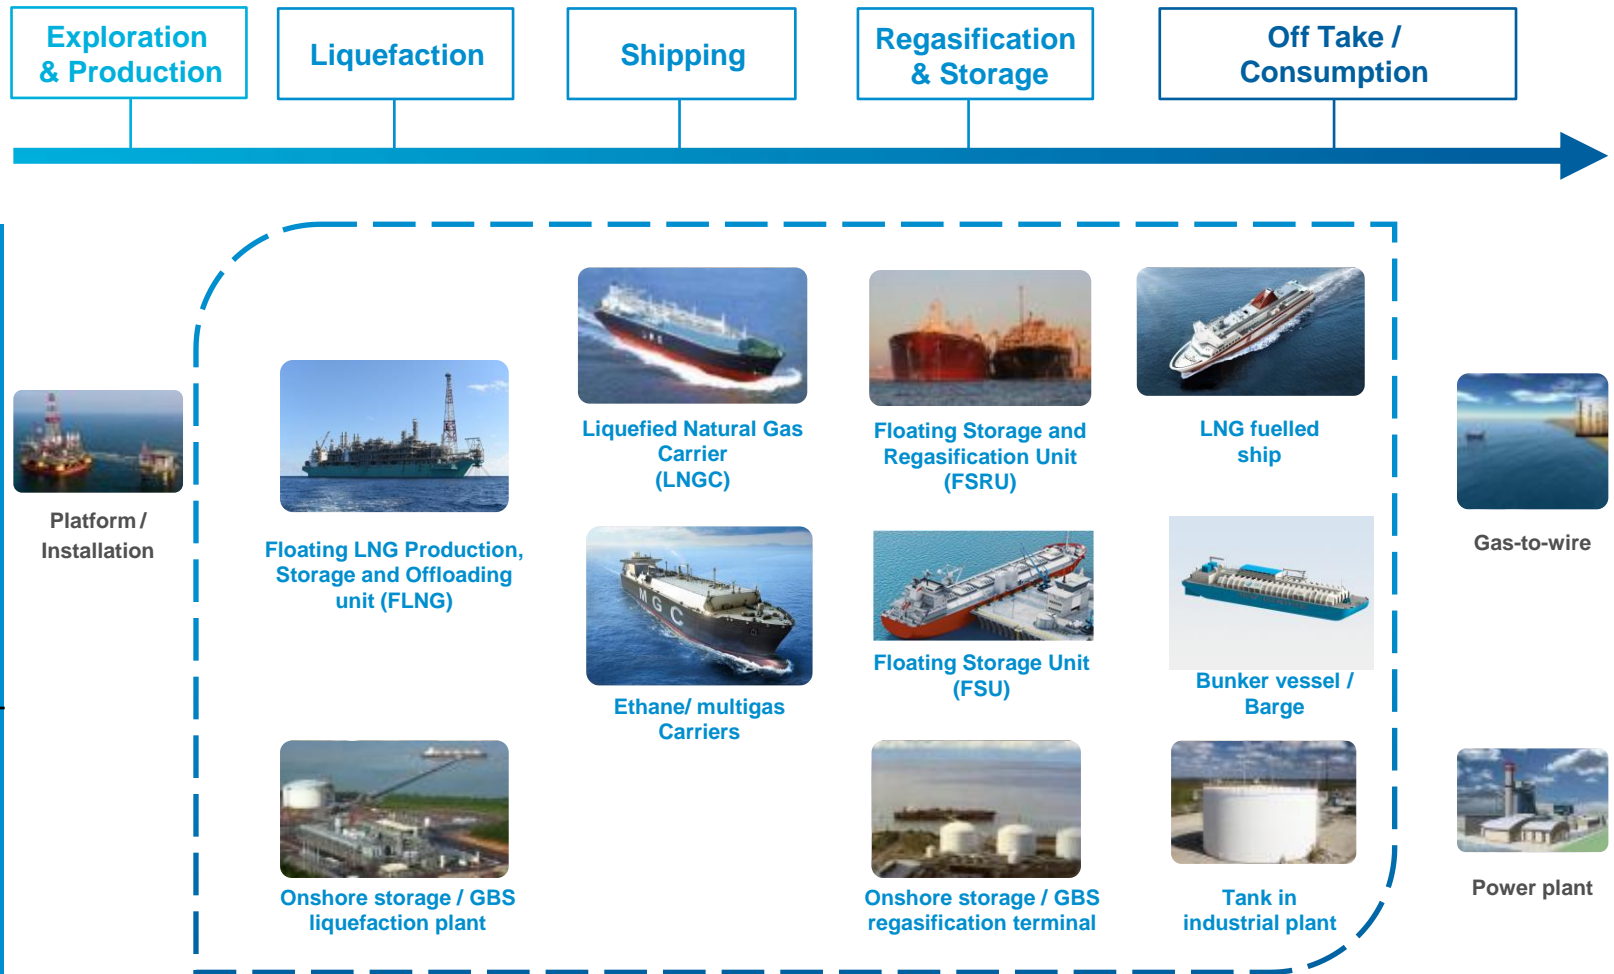 Exploration
& Production
Liquefaction
Shipping
Regasification
& Storage
Off Take /
Consumption
Platform /
Installation
Floating LNG Production,
Storage and Offloading
unit (FLNG)
Onshore storage / GBS
liquefaction plant
LNG
Liquefied Natural Gas
Carrier
(LNGC)
MGC
Ethane/ multigas
Carriers
Floating Storage and
Regasification Unit
(FSRU)
Floating Storage Unit
(FSU)
Onshore storage / GBS
regasification terminal
LNG fuelled
ship
Bunker vessel /
Barge
Tank in
industrial plant
Gas-to-wire
Power plant